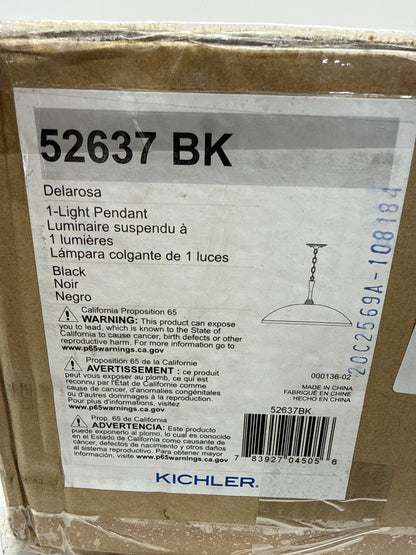 52637 BK
Delarosa
1-Light Pendant
Luminaire suspendu à
1 lumières
Lámpara colgante de 1 luces
Black
Noir
Negro
California Proposition 65
WARNING: This product can expose
you to lead, which is known to the State of
California to cause cancer, birth defects or other
reproductive harm. For more information go to
www.p65warnings.ca.gov
Proposition 65 de la Californie
AVERTISSEMENT : ce produit
peut vous exposer au plomb, ce qui est
reconnu par l'État de Californie comme
cause de cancer, d'anomalies congénitales
ou d'autres dommages à la reproduction.
Pour plus d'informations, visitez
www.p65warnings.ca.gov
Prop. 65 de California
ADVERTENCIA: Este producto
puede exponerlo al plomo, lo cual es conocido
en el Estado de California como causante de
cáncer, defectos de nacimiento u otros daños
al sistema reproductivo. Para obtener mayor
información visite www.p65warnings.ca.gov
000136-02
MADE IN CHINA
FABRIQUÉ EN CHINE
HECHO EN CHINA
52637BK
7 83927 04505 6
KICHLER®
20C2569A-108184